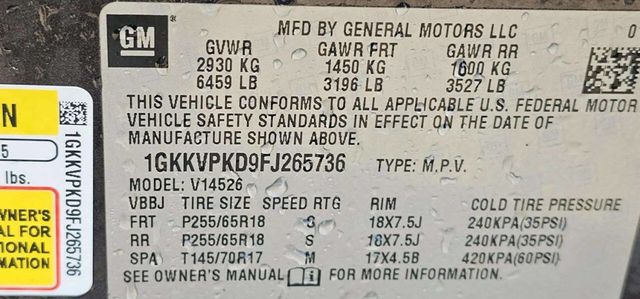 GM
MFD BY GENERAL MOTORS LLC 0
GVWR GAWR FRT GAWR RR
2930 KG 1450 KG 1600 KG
6459 LB 3196 LB 3527 LB
THIS VEHICLE CONFORMS TO ALL APPLICABLE U.S. FEDERAL MOTOR
VEHICLE SAFETY STANDARDS IN EFFECT ON THE DATE OF
MANUFACTURE SHOWN ABOVE.
1GKKVPKD9FJ265736 TYPE: M.P.V.
MODEL: V14526
VBBJ TIRE SIZE SPEED RTG RIM COLD TIRE PRESSURE
FRT P255/65R18 S 18X7.5J 240KPA(35PSI)
RR P255/65R18 S 18X7.5J 240KPA(35PSI)
SPA T145/70R17 M 17X4.5B 420KPA(60PSI)
SEE OWNER'S MANUAL i FOR MORE INFORMATION.
N
5
lbs.
WNER'S
AL FOR
IONAL
MATION
1GKKVPKD9FJ265736